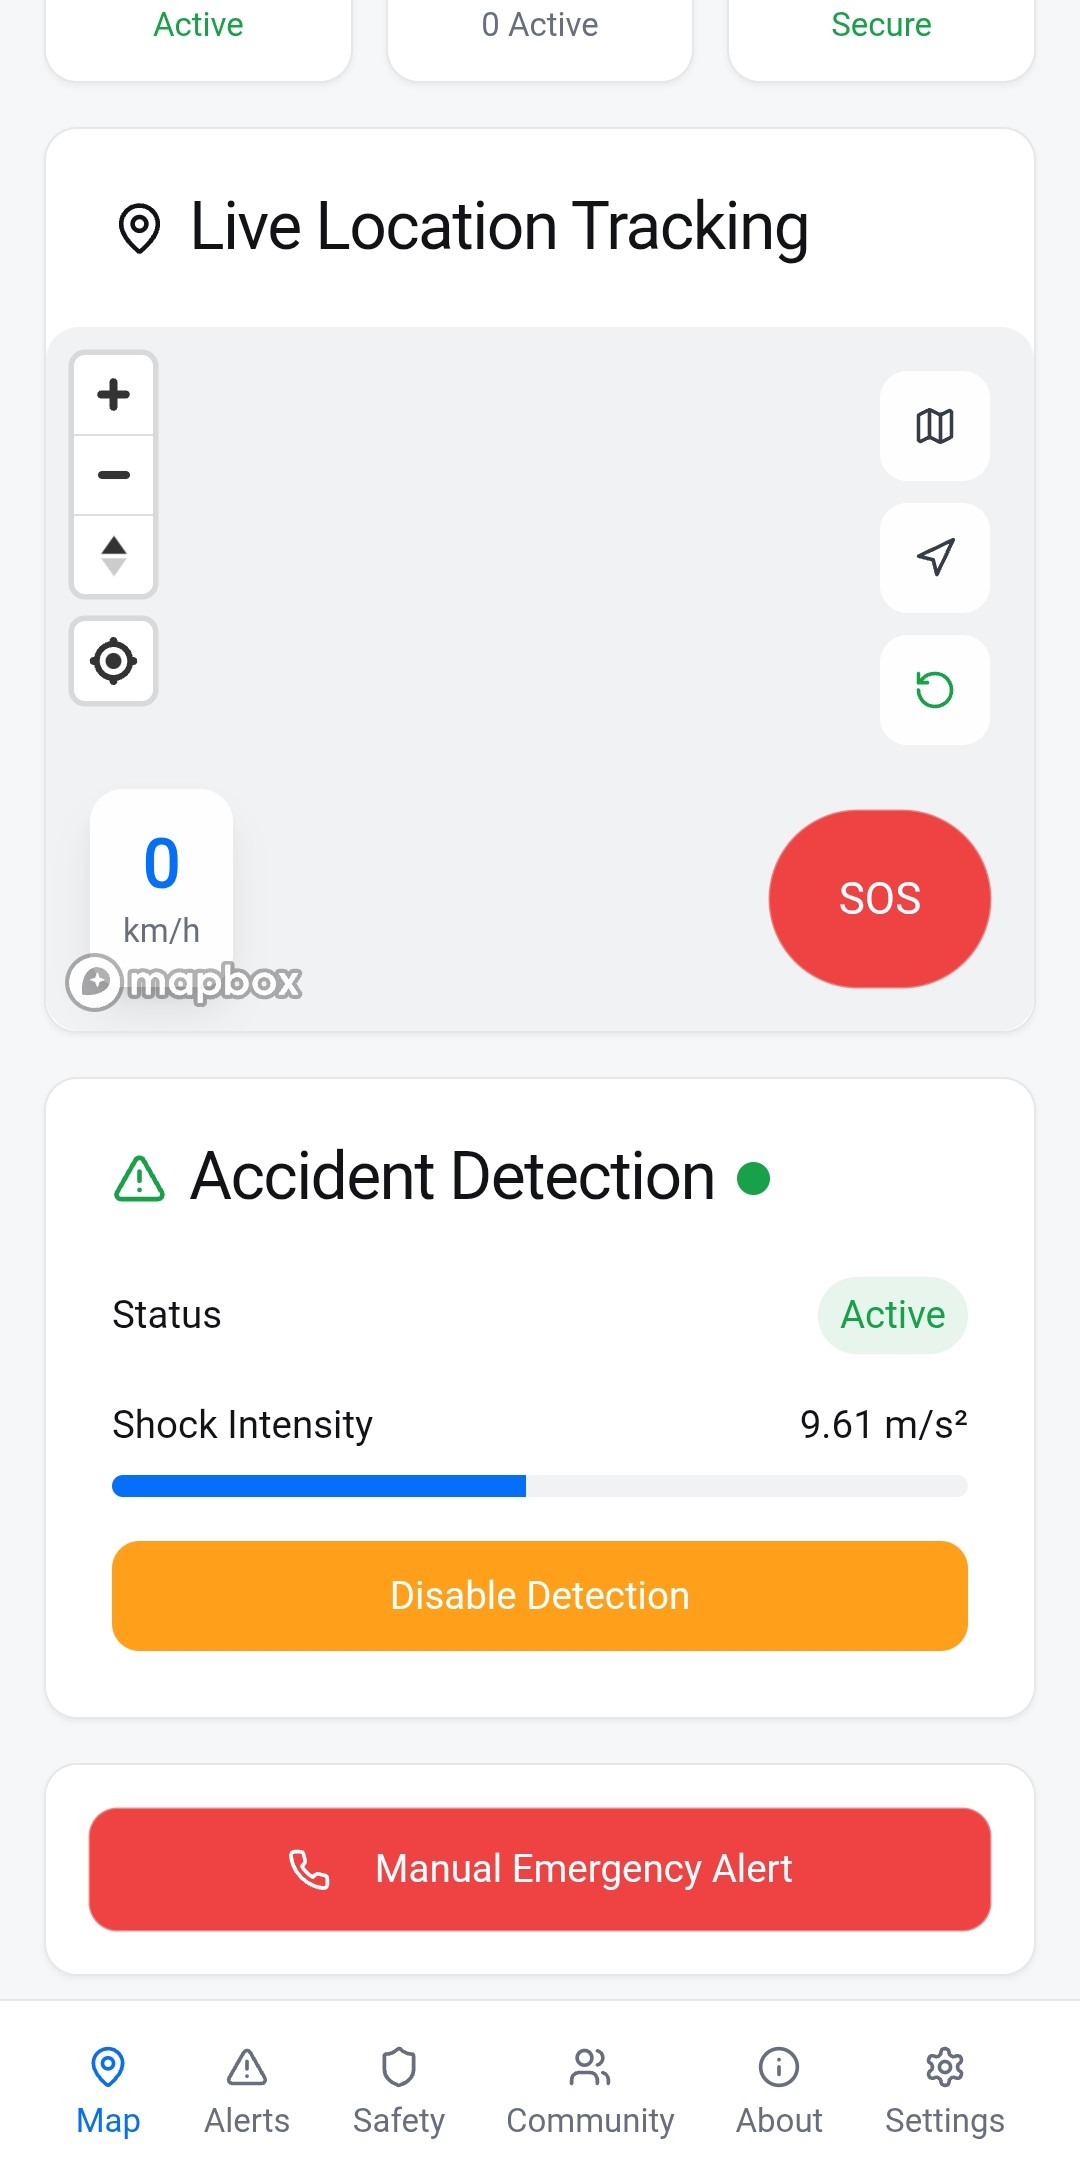 Active
0 Active
Secure
Live Location Tracking
0
km/h
mapbox
SOS
Accident Detection
Status
Active
Shock Intensity
9.61 m/s²
Disable Detection
Manual Emergency Alert
Map
Alerts
Safety
Community
About
Settings